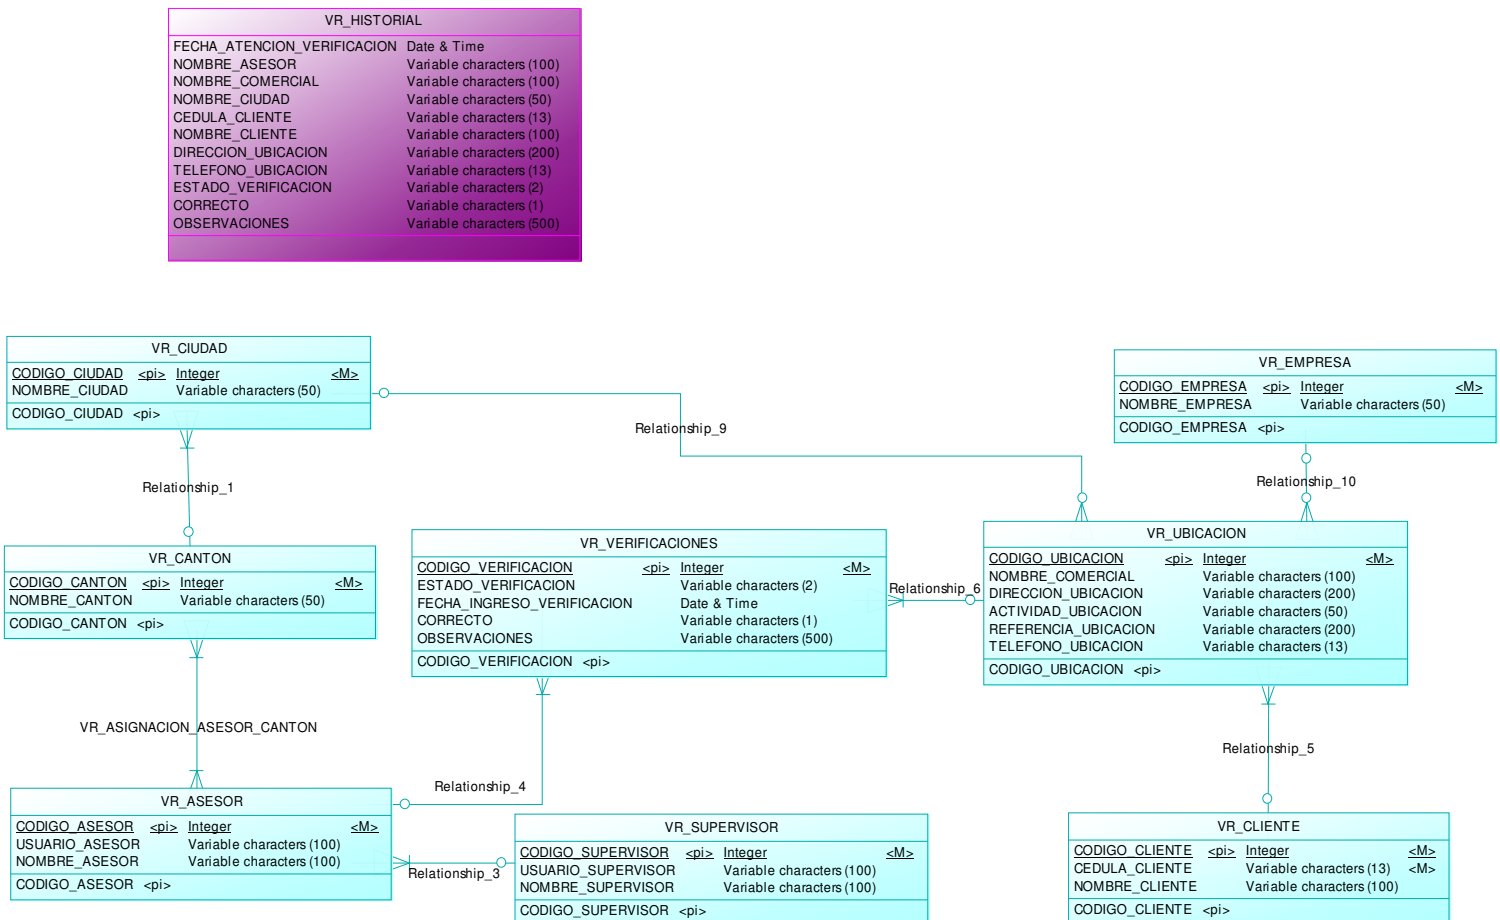 VR_HISTORIAL
FECHA_ATENCION_VERIFICACION Date & Time
NOMBRE_ASESOR Variable characters (100)
NOMBRE_COMERCIAL Variable characters (100)
NOMBRE_CIUDAD Variable characters (50)
CEDULA_CLIENTE Variable characters (13)
NOMBRE_CLIENTE Variable characters (100)
DIRECCION_UBICACION Variable characters (200)
TELEFONO_UBICACION Variable characters (13)
ESTADO_VERIFICACION Variable characters (2)
CORRECTO Variable characters (1)
OBSERVACIONES Variable characters (500)
VR_CIUDAD
CODIGO_CIUDAD <pi> Integer <M>
NOMBRE_CIUDAD Variable characters (50)
CODIGO_CIUDAD <pi>
Relationship_9
VR_EMPRESA
CODIGO_EMPRESA <pi> Integer <M>
NOMBRE_EMPRESA Variable characters (50)
CODIGO_EMPRESA <pi>
Relationship_1
Relationship_10
VR_CANTON
CODIGO_CANTON <pi> Integer <M>
NOMBRE_CANTON Variable characters (50)
CODIGO_CANTON <pi>
VR_VERIFICACIONES
CODIGO_VERIFICACION <pi> Integer <M>
ESTADO_VERIFICACION Variable characters (2)
FECHA_INGRESO_VERIFICACION Date & Time
CORRECTO Variable characters (1)
OBSERVACIONES Variable characters (500)
CODIGO_VERIFICACION <pi>
Relationship_6
VR_UBICACION
CODIGO_UBICACION <pi> Integer <M>
NOMBRE_COMERCIAL Variable characters (100)
DIRECCION_UBICACION Variable characters (200)
ACTIVIDAD_UBICACION Variable characters (50)
REFERENCIA_UBICACION Variable characters (200)
TELEFONO_UBICACION Variable characters (13)
CODIGO_UBICACION <pi>
VR_ASIGNACION_ASESOR_CANTON
Relationship_5
Relationship_4
VR_ASESOR
CODIGO_ASESOR <pi> Integer <M>
USUARIO_ASESOR Variable characters (100)
NOMBRE_ASESOR Variable characters (100)
CODIGO_ASESOR <pi>
Relationship_3
VR_SUPERVISOR
CODIGO_SUPERVISOR <pi> Integer <M>
USUARIO_SUPERVISOR Variable characters (100)
NOMBRE_SUPERVISOR Variable characters (100)
CODIGO_SUPERVISOR <pi>
VR_CLIENTE
CODIGO_CLIENTE <pi> Integer <M>
CEDULA_CLIENTE Variable characters (13) <M>
NOMBRE_CLIENTE Variable characters (100)
CODIGO_CLIENTE <pi>